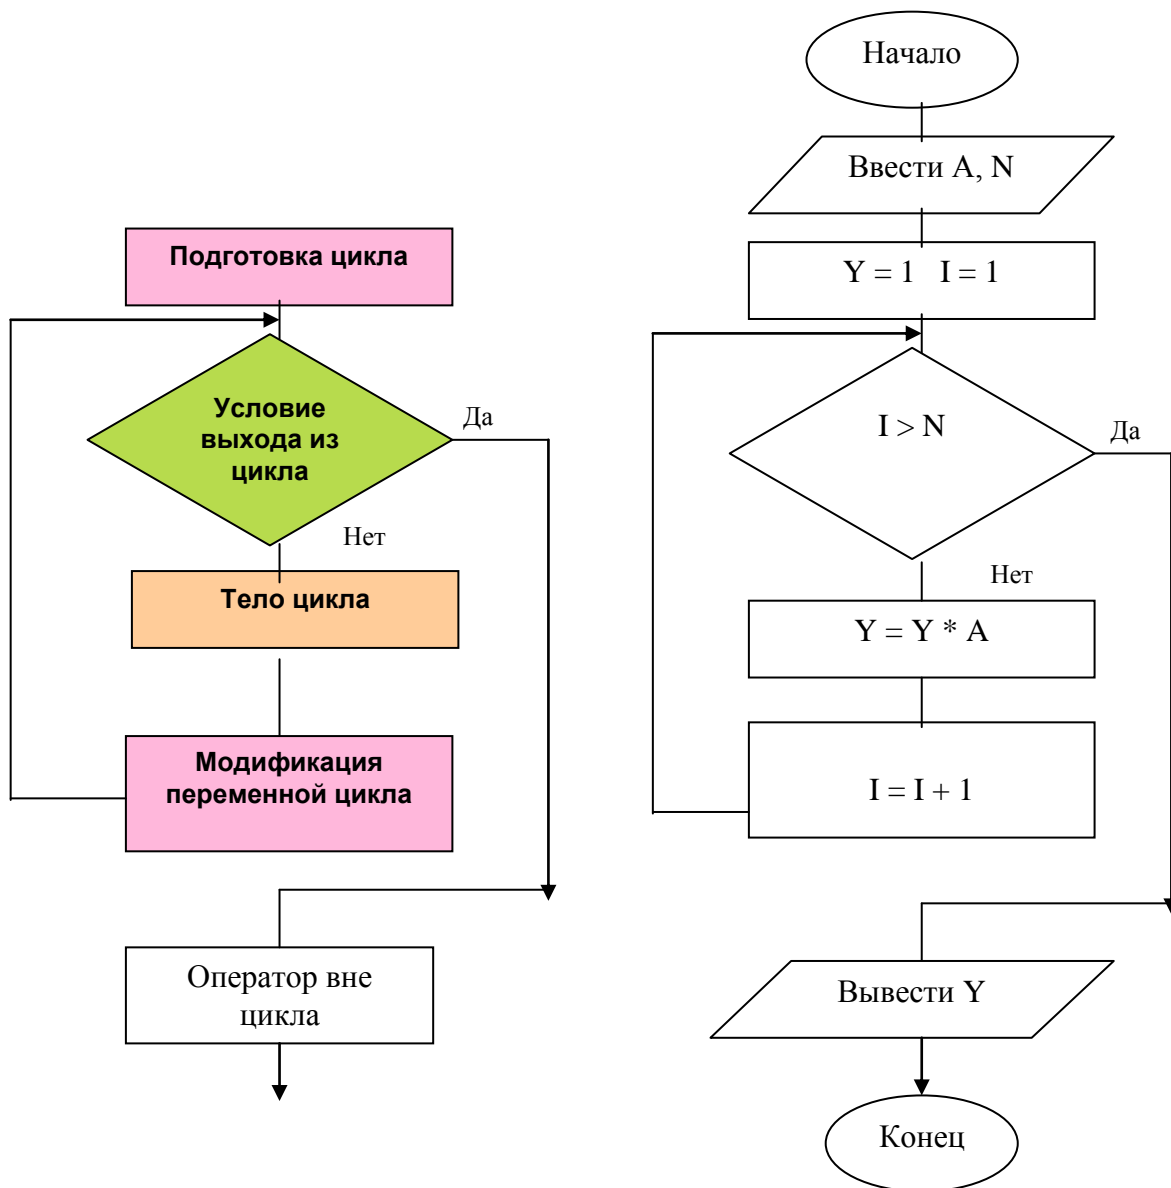 Подготовка цикла
Условие
выхода из
цикла
Да
Нет
Тело цикла
Модификация
переменной цикла
Оператор вне
цикла
Начало
Ввести A, N
Y = 1 I = 1
I > N
Да
Нет
Y = Y * A
I = I + 1
Вывести Y
Конец